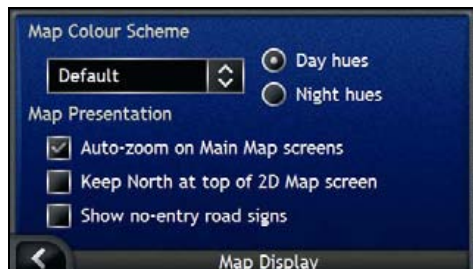 Map Colour Scheme
Default
Day hues
Night hues
Map Presentation
Auto-zoom on Main Map screens
Keep North at top of 2D Map screen
Show no-entry road signs
Map Display